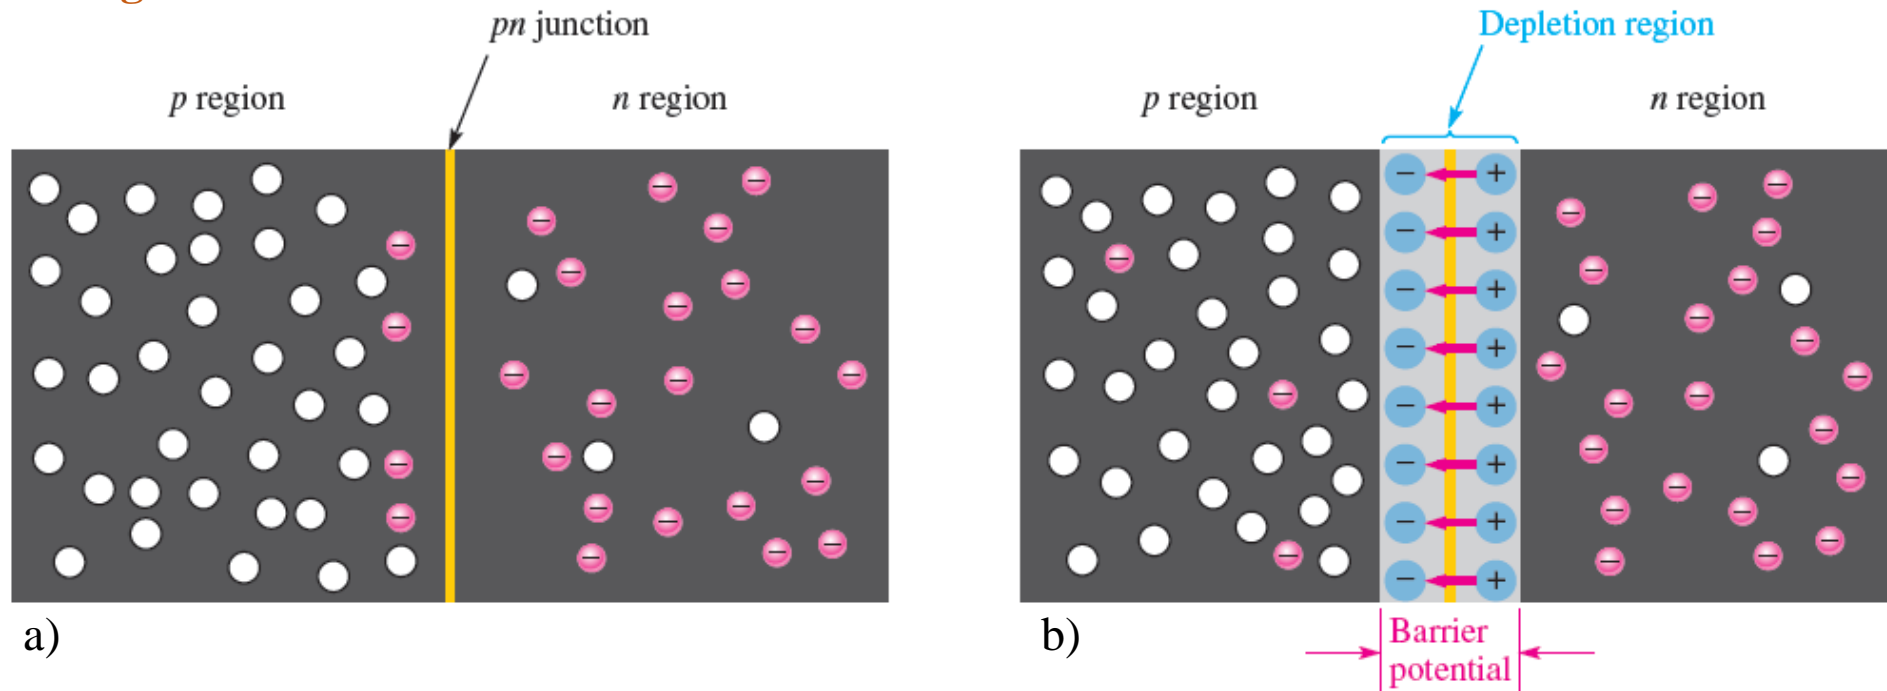 pn junction
p region
n region
a)
Depletion region
p region
n region
− +
− +
− +
− +
− +
− +
− +
− +
Barrier
potential
b)